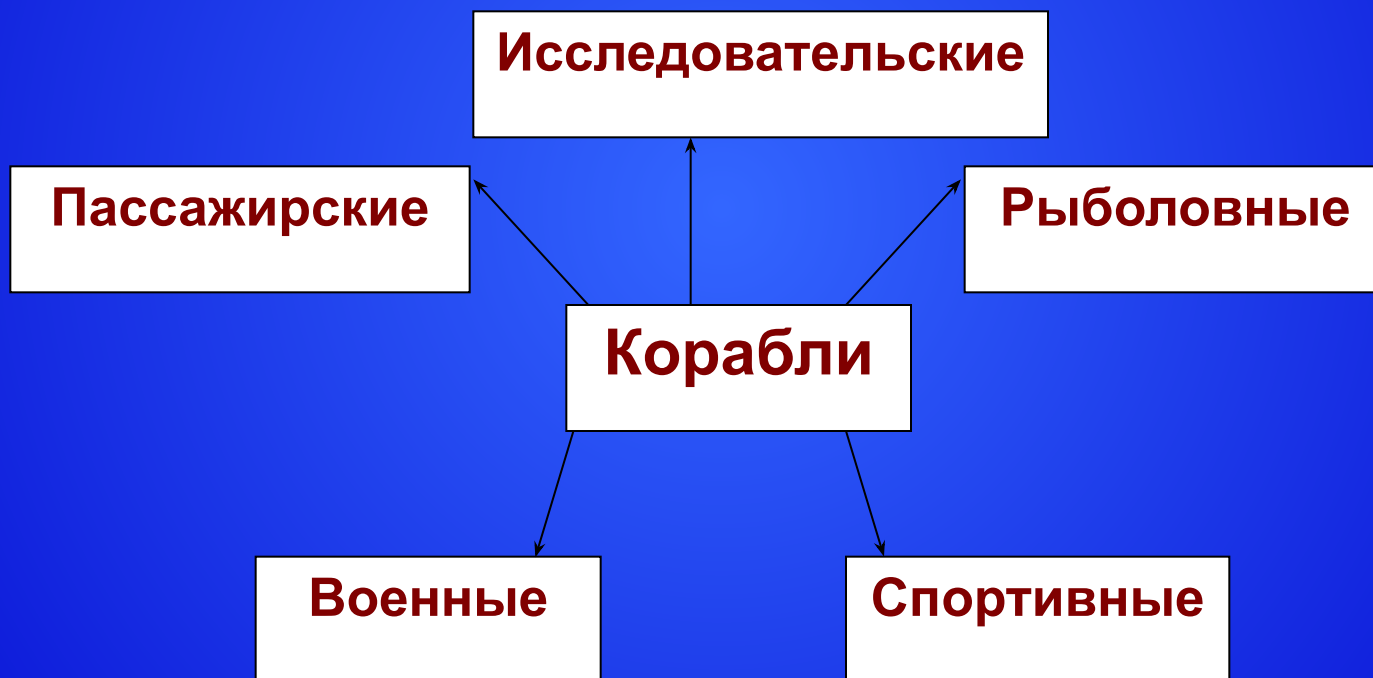 Исследовательские
Пассажирские
Рыболовные
Корабли
Военные
Спортивные